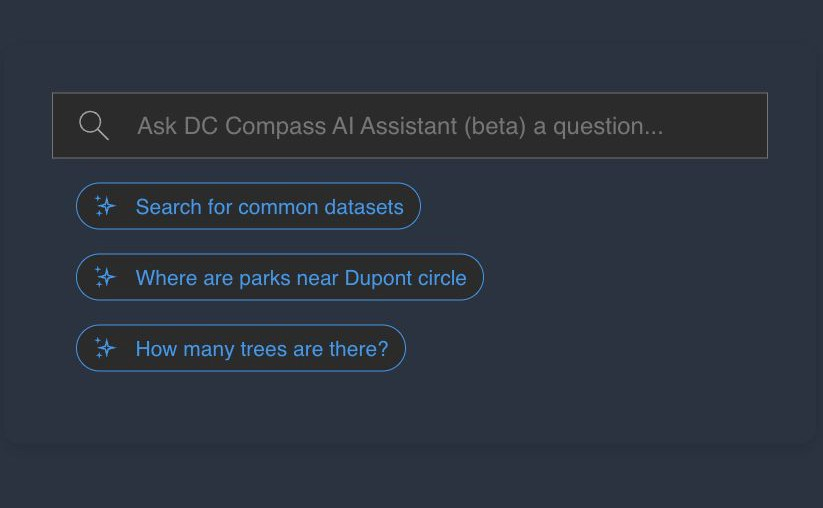 Ask DC Compass AI Assistant (beta) a question...
Search for common datasets
Where are parks near Dupont circle
How many trees are there?